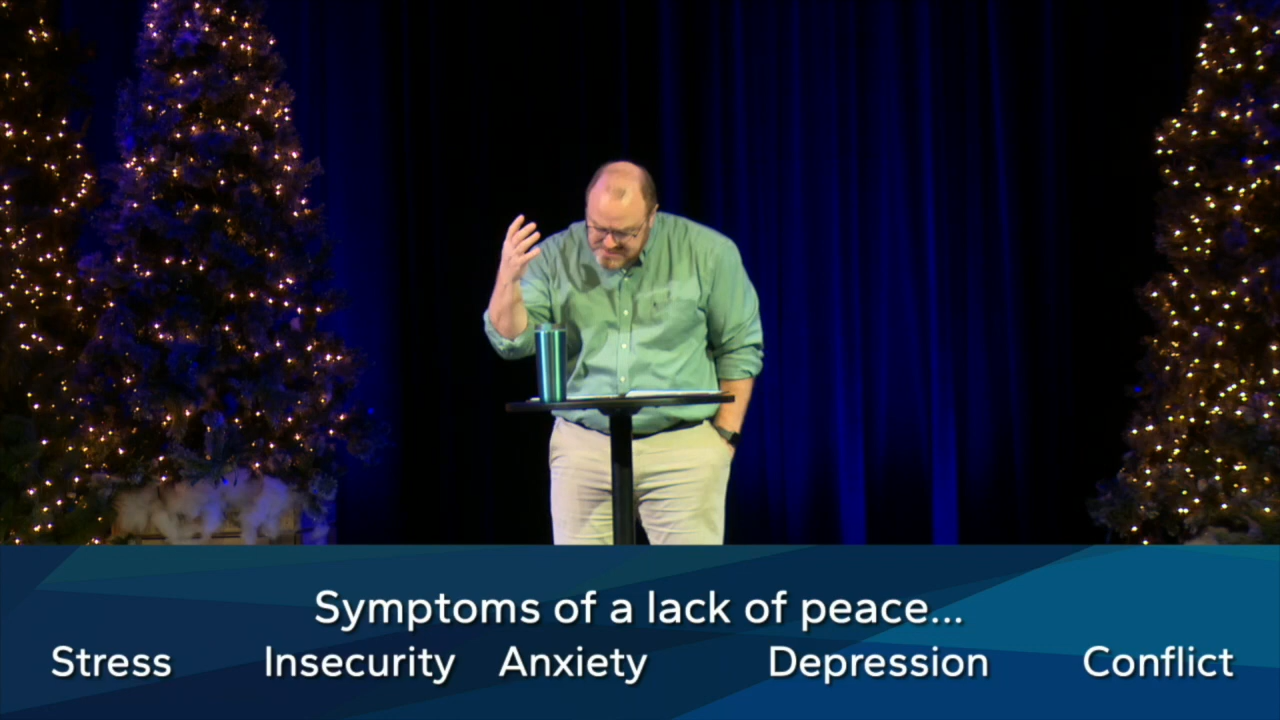 Symptoms of a lack of peace...
Stress Insecurity Anxiety Depression Conflict